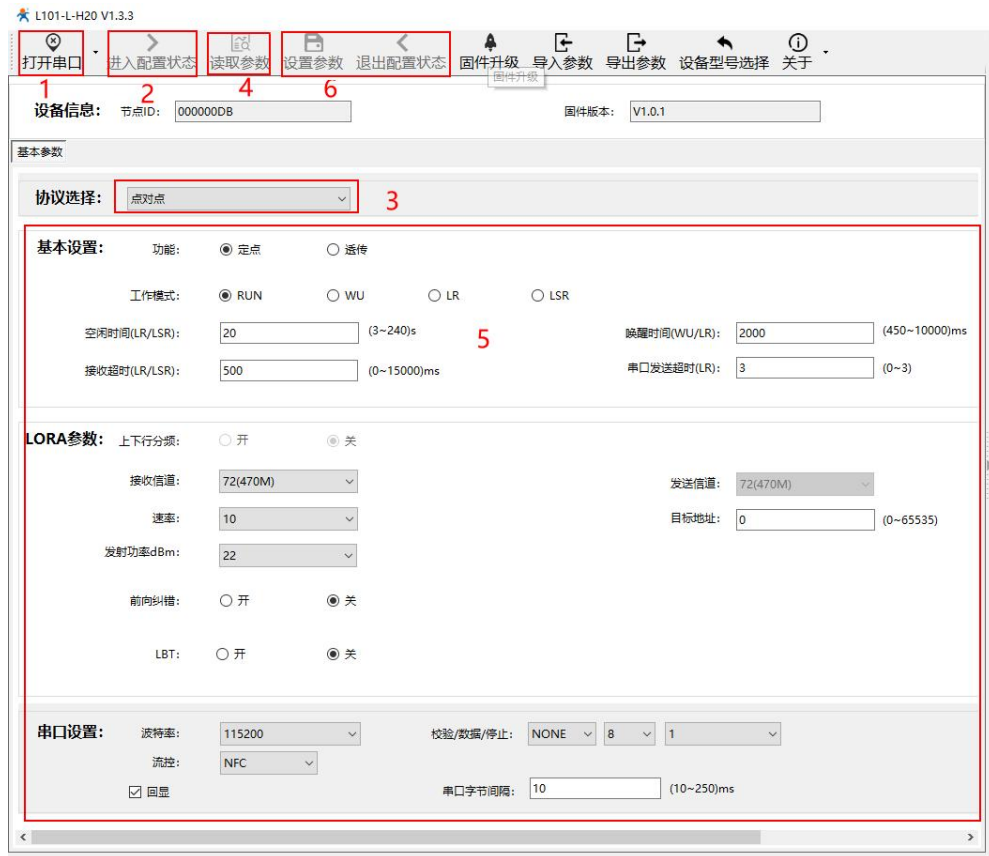 L101-L-H20 V1.3.3
打开串口 进入配置状态 读取参数 设置参数 退出配置状态 固件升级 导入参数 导出参数 设备型号选择 关于
固件升级
1 2 4 6
设备信息: 节点ID: 000000DB 固件版本: V1.0.1
基本参数
协议选择: 点对点 3
基本设置: 功能: 定点 透传
工作模式: RUN WU LR LSR
空闲时间(LR/LSR): 20 (3~240)s 5 唤醒时间(WU/LR): 2000 (450~10000)ms
接收超时(LR/LSR): 500 (0~15000)ms 串口发送超时(LR): 3 (0~3)
LORA参数: 上下行分频: 开 关
接收信道: 72(470M) 发送信道: 72(470M)
速率: 10 目标地址: 0 (0~65535)
发射功率dBm: 22
前向纠错: 开 关
LBT: 开 关
串口设置: 波特率: 115200 校验/数据/停止: NONE 8 1
流控: NFC
回显 串口字节间隔: 10 (10~250)ms